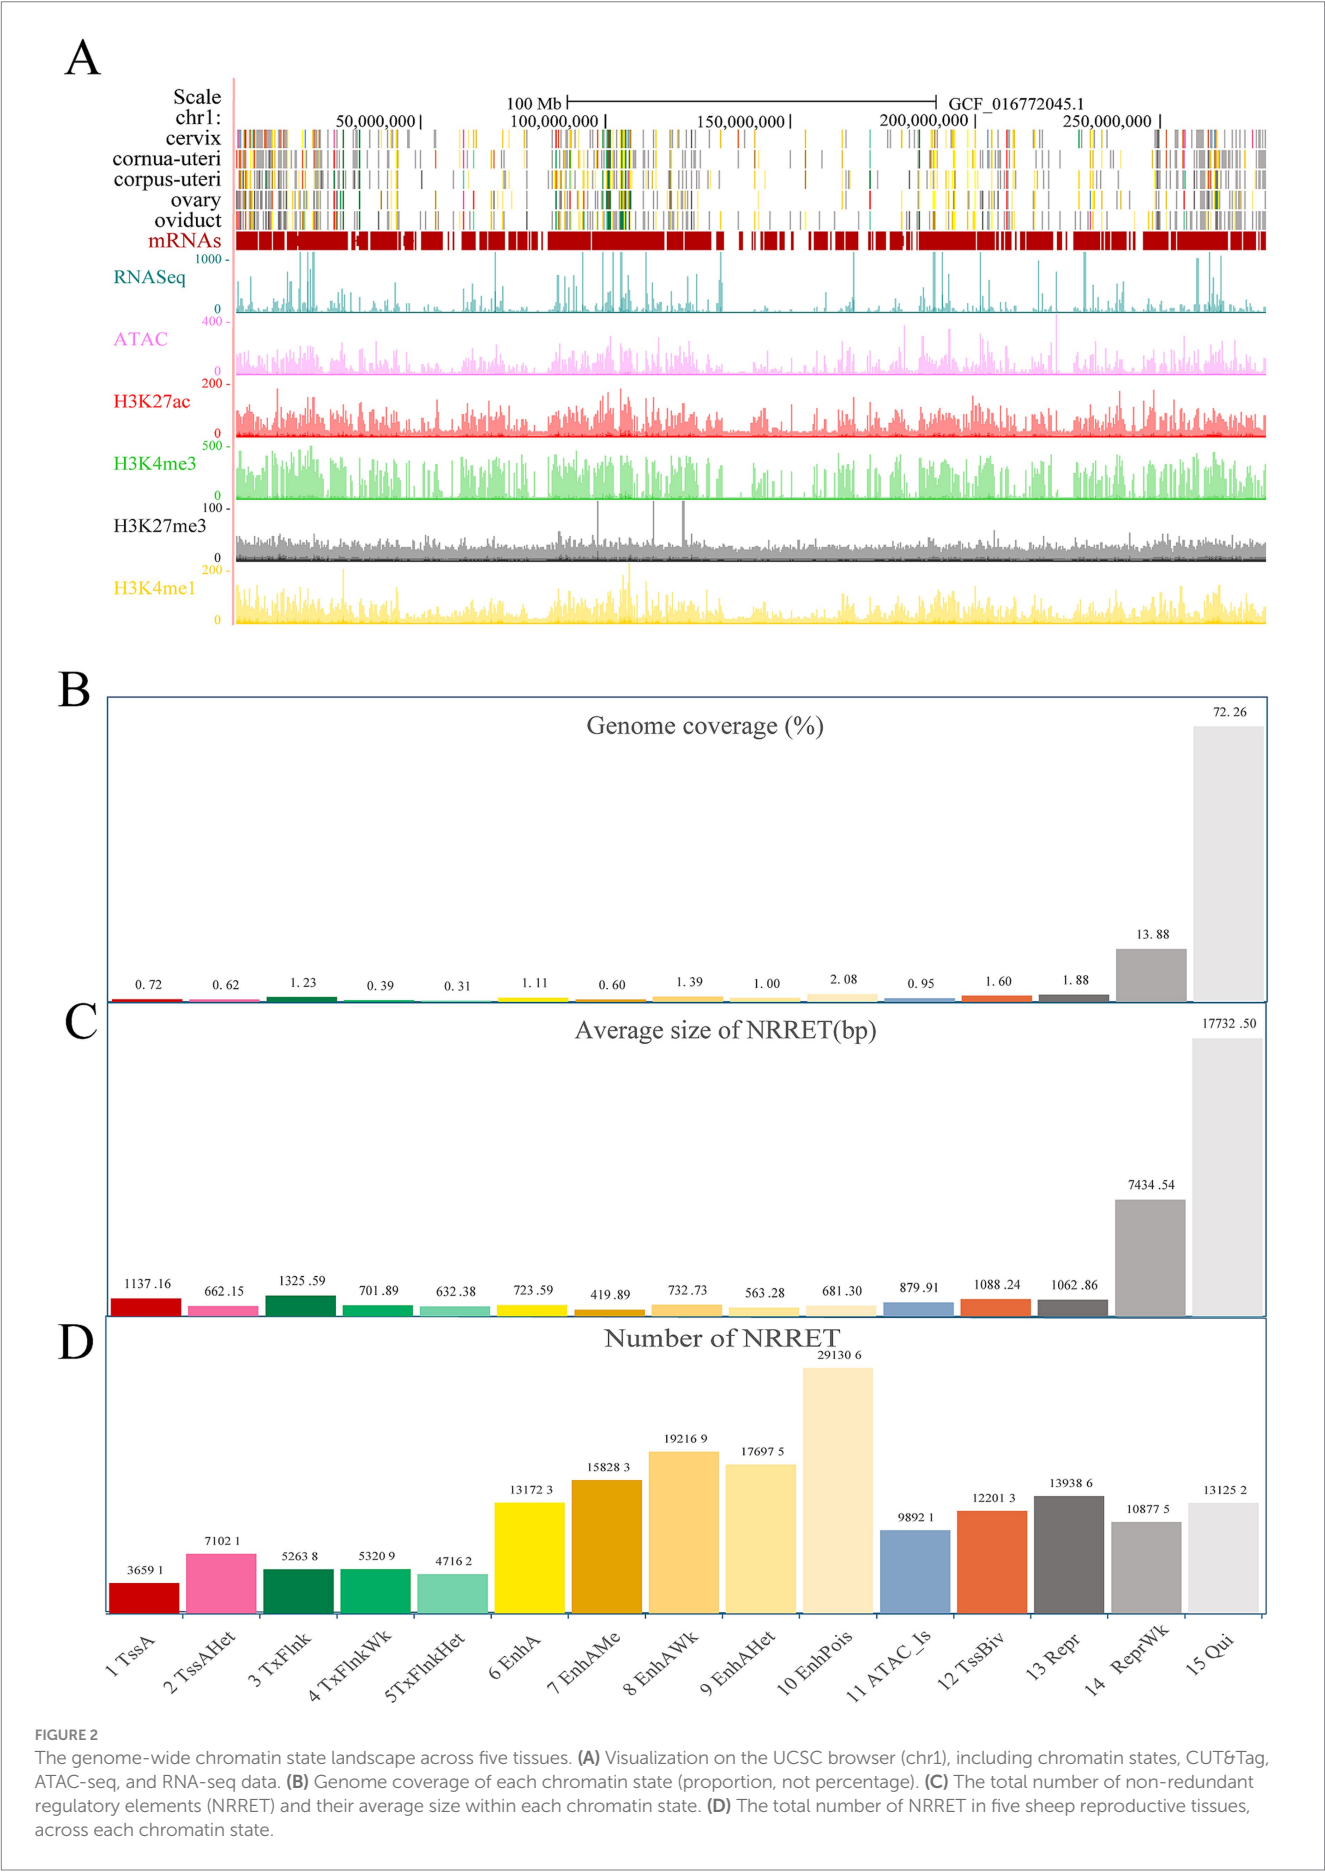 A
Scale
100 Mb
GCF_016772045.1
chr1:
50,000,000
100,000,000
150,000,000
200,000,000
250,000,000
cervix
cornua-uteri
corpus-uteri
ovary
oviduct
mRNAs
1000 -
RNASeq
0
400 -
ATAC
0
200 -
H3K27ac
0
500 -
H3K4me3
0
100 -
H3K27me3
0
200 -
H3K4me1
0
B
Genome coverage (%)
0.72 0.62 1.23 0.39 0.31 1.11 0.60 1.39 1.00 2.08 0.95 1.60 1.88 13.88 72.26
C
Average size of NRRET(bp)
1137.16 662.15 1325.59 701.89 632.38 723.59 419.89 732.73 563.28 681.30 879.91 1088.24 1062.86 7434.54 17732.50
D
Number of NRRET
3659 1 7102 1 5263 8 5320 9 4716 2 13172 3 15828 3 19216 9 17697 5 29130 6 9892 1 12201 3 13938 6 10877 5 13125 2
1 TssA
2 TssAHet
3 TxFlnk
4 TxFlnkWk
5TxFlnkHet
6 EnhA
7 EnhAMe
8 EnhAWk
9 EnhAHet
10 EnhPois
11 ATAC_Is
12 TssBiv
13 Repr
14 ReprWk
15 Qui
FIGURE 2
The genome-wide chromatin state landscape across five tissues. (A) Visualization on the UCSC browser (chr1), including chromatin states, CUT&Tag,
ATAC-seq, and RNA-seq data. (B) Genome coverage of each chromatin state (proportion, not percentage). (C) The total number of non-redundant
regulatory elements (NRRET) and their average size within each chromatin state. (D) The total number of NRRET in five sheep reproductive tissues,
across each chromatin state.